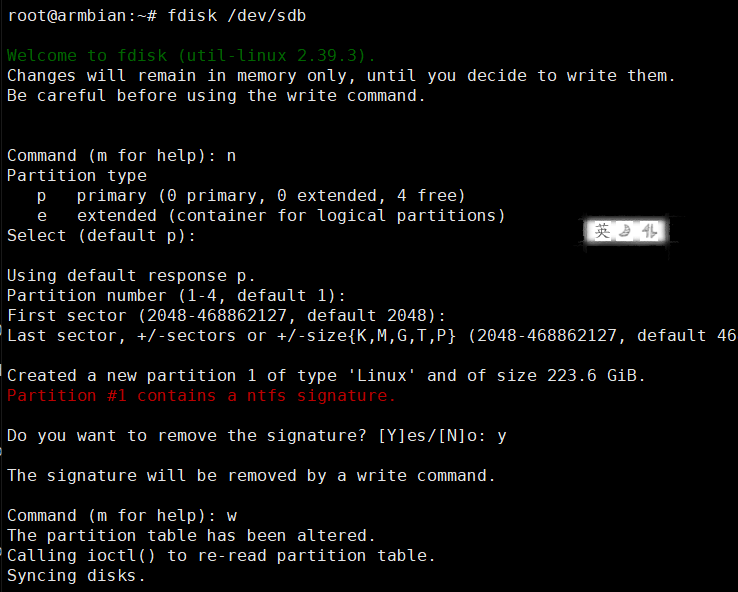 root@armbian:~# fdisk /dev/sdb
Welcome to fdisk (util-linux 2.39.3).
Changes will remain in memory only, until you decide to write them.
Be careful before using the write command.
Command (m for help): n
Partition type
p   primary (0 primary, 0 extended, 4 free)
e   extended (container for logical partitions)
Select (default p):
英
Using default response p.
Partition number (1-4, default 1):
First sector (2048-468862127, default 2048):
Last sector, +/-sectors or +/-size{K,M,G,T,P} (2048-468862127, default 46
Created a new partition 1 of type 'Linux' and of size 223.6 GiB.
Partition #1 contains a ntfs signature.
Do you want to remove the signature? [Y]es/[N]o: y
The signature will be removed by a write command.
Command (m for help): w
The partition table has been altered.
Calling ioctl() to re-read partition table.
Syncing disks.